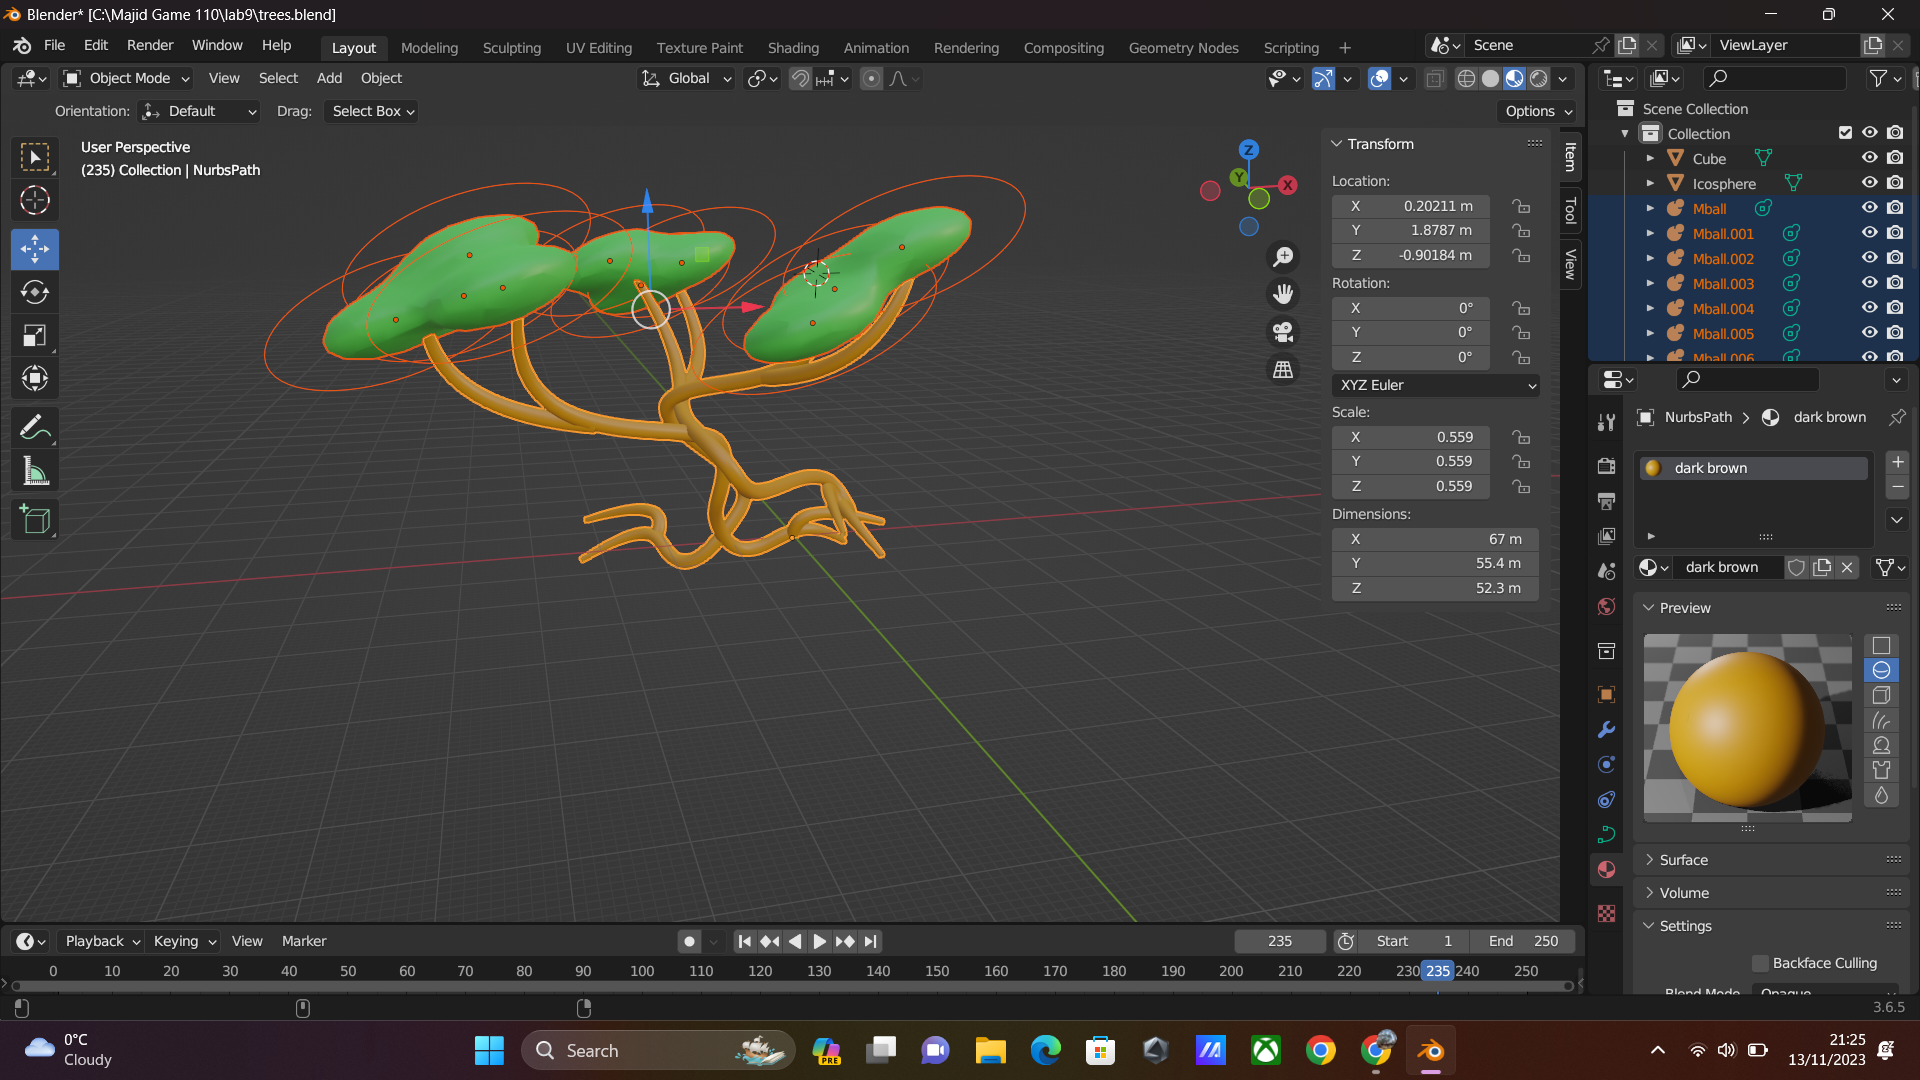 Blender* [C:\Majid Game 110\lab9\trees.blend]
File Edit Render Window Help
Layout Modeling Sculpting UV Editing Texture Paint Shading Animation Rendering Compositing Geometry Nodes Scripting +
Scene
ViewLayer
Object Mode View Select Add Object
Global
Orientation: Default Drag: Select Box
Options
User Perspective
(235) Collection | NurbsPath
Z
Y
X
Item
Tool
View
Transform
Location:
X 0.20211 m
Y 1.8787 m
Z -0.90184 m
Rotation:
X 0°
Y 0°
Z 0°
XYZ Euler
Scale:
X 0.559
Y 0.559
Z 0.559
Dimensions:
X 67 m
Y 55.4 m
Z 52.3 m
Scene Collection
Collection
Cube
Icosphere
Mball
Mball.001
Mball.002
Mball.003
Mball.004
Mball.005
Mball.006
NurbsPath > dark brown
dark brown
dark brown
Preview
Surface
Volume
Settings
Backface Culling
Blend Mode Opaque
Playback Keying View Marker
235
Start 1
End 250
0 10 20 30 40 50 60 70 80 90 100 110 120 130 140 150 160 170 180 190 200 210 220 230 235 240 250
3.6.5
0°C
Cloudy
Search
PRE
21:25
13/11/2023